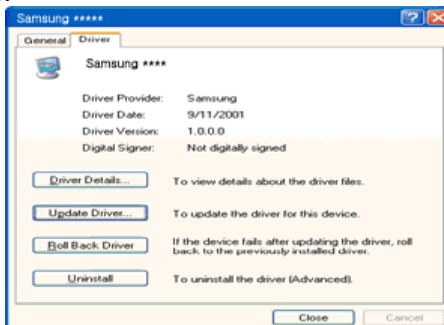 Samsung *****
General Driver
Samsung ****
Driver Provider: Samsung
Driver Date: 9/11/2001
Driver Version: 1.0.0.0
Digital Signer: Not digitally signed
Driver Details... To view details about the driver files.
Update Driver... To update the driver for this device.
Roll Back Driver If the device fails after updating the driver, roll
back to the previously installed driver.
Uninstall To uninstall the driver (Advanced).
Close Cancel